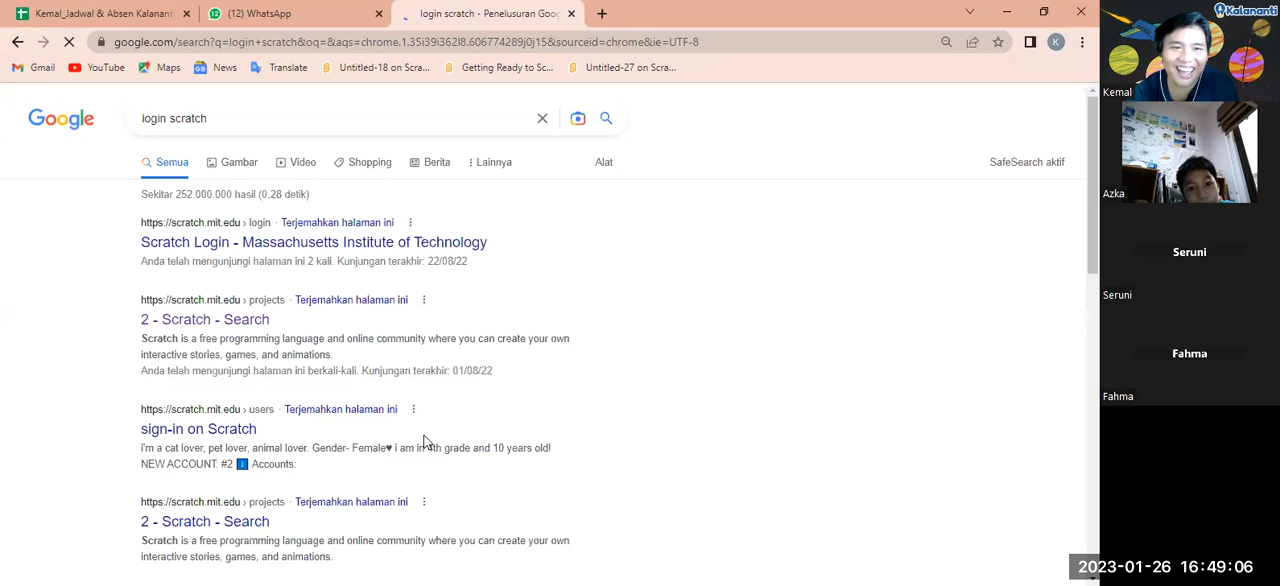 Kemal_Jadwal & Absen Kalanant
(12) WhatsApp
login scratch - Penelusuran Goo
google.com/search?q=login+scratch&oq=&aqs=chrome.1.35i39i362l8.606774289j0j15&sourceid=chrome&ie=UTF-8
K
Gmail
YouTube
Maps
News
Translate
Untitled-18 on Scra...
Getting Ready to Sc...
Untitled-27 on Scra...
Google
login scratch
Semua
Gambar
Video
Shopping
Berita
Lainnya
Alat
SafeSearch aktif
Sekitar 252.000.000 hasil (0,28 detik)
https://scratch.mit.edu › login · Terjemahkan halaman ini
Scratch Login - Massachusetts Institute of Technology
Anda telah mengunjungi halaman ini 2 kali. Kunjungan terakhir: 22/08/22
https://scratch.mit.edu › projects · Terjemahkan halaman ini
2 - Scratch - Search
Scratch is a free programming language and online community where you can create your own
interactive stories, games, and animations.
Anda telah mengunjungi halaman ini berkali-kali. Kunjungan terakhir: 01/08/22
https://scratch.mit.edu › users · Terjemahkan halaman ini
sign-in on Scratch
i'm a cat lover, pet lover, animal lover. Gender- Female♥ i am in 4th grade and 10 years old!
NEW ACCOUNT: #2 Accounts:
https://scratch.mit.edu › projects · Terjemahkan halaman ini
2 - Scratch - Search
Scratch is a free programming language and online community where you can create your own
interactive stories, games, and animations.
Kalananti
Kemal
Azka
Seruni
Seruni
Fahma
Fahma
2023-01-26 16:49:06